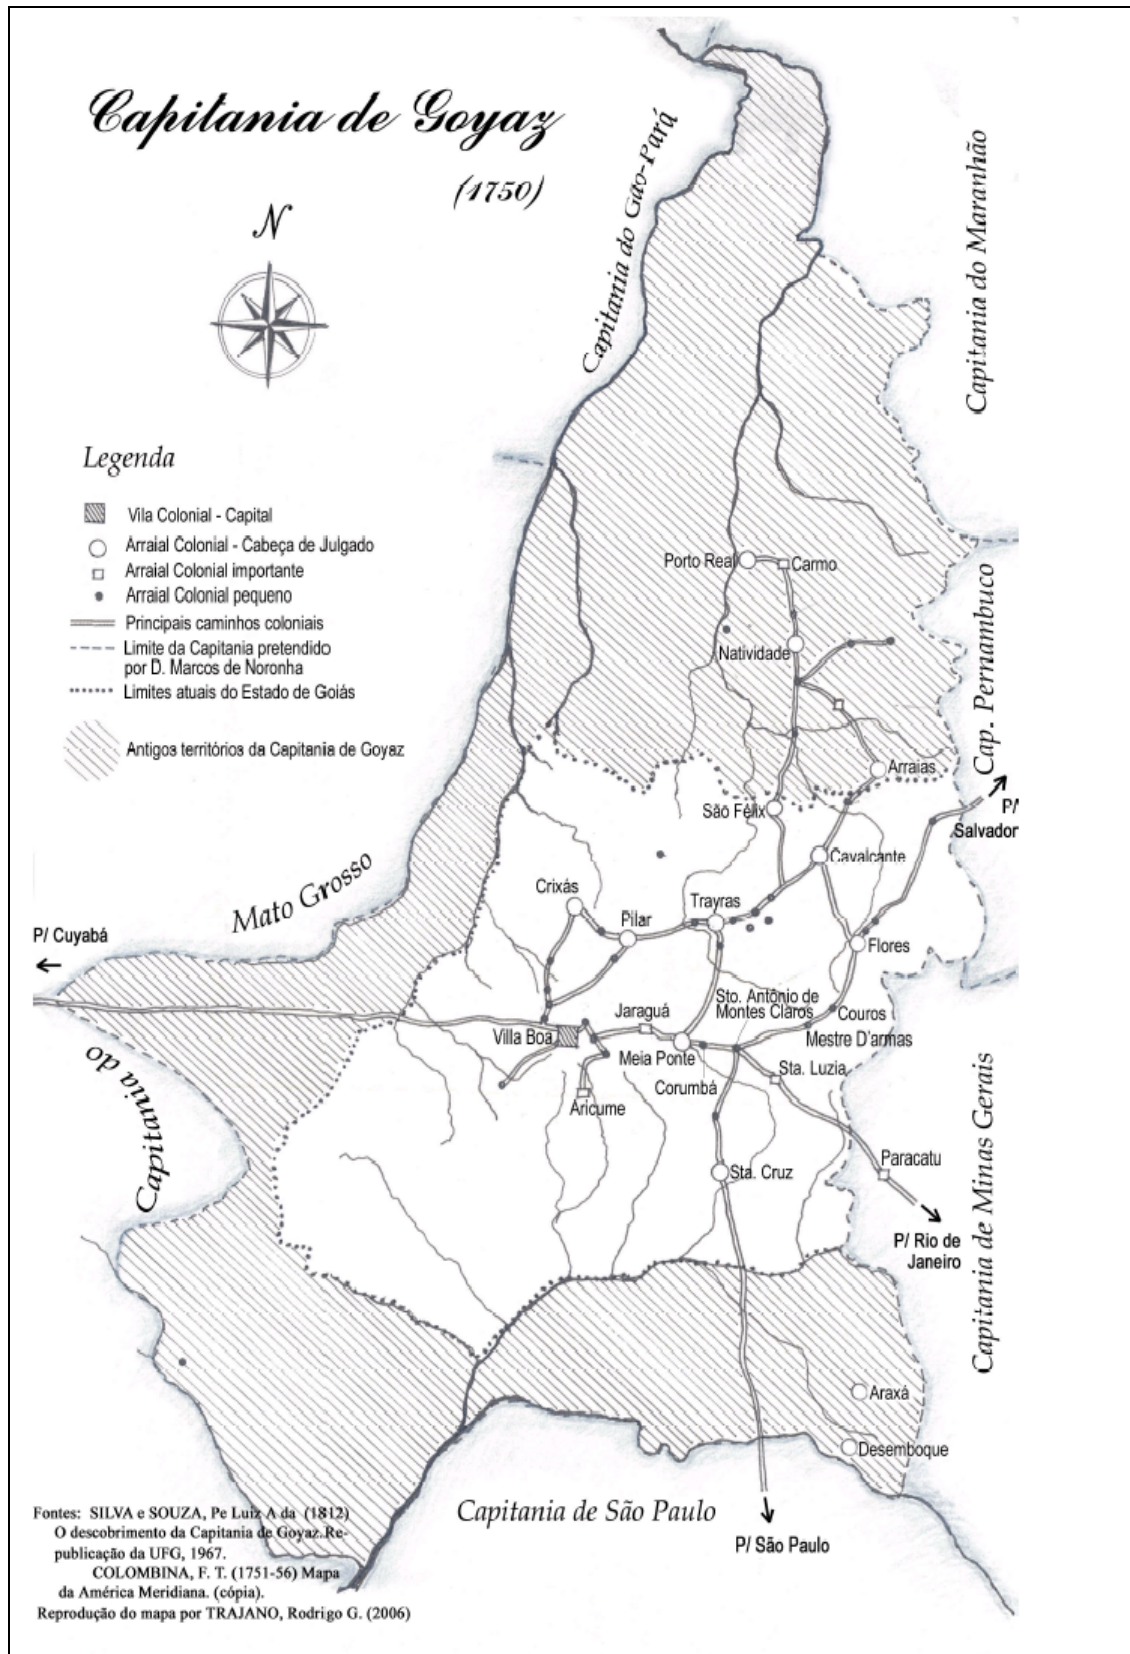 Capitania de Goyaz
(1750)
N
Capitania do Gão-Pará
Capitania do Maranhão
Legenda
Vila Colonial - Capital
Arraial Colonial - Cabeça de Julgado
Arraial Colonial importante
Arraial Colonial pequeno
Principais caminhos coloniais
Limite da Capitania pretendido
por D. Marcos de Noronha
Limites atuais do Estado de Goiás
Antigos territórios da Capitania de Goyaz
Porto Real
Carmo
Natividade
Cap. Pernambuco
Arraias
São Félix
P/
Salvador
Cavalcante
Mato Grosso
Crixás
Trayras
Pilar
P/ Cuyabá
Flores
Sto. Antônio de
Montes Claros
Jaraguá
Couros
Villa Boa
Mestre D'armas
Meia Ponte
Sta. Luzia
Corumbá
Aricume
Capitania do
Capitania de Minas Gerais
Paracatu
Sta. Cruz
P/ Rio de
Janeiro
Araxá
Desemboque
Capitania de São Paulo
P/ São Paulo
Fontes: SILVA e SOUZA, Pe Luiz A da (1812)
O descobrimento da Capitania de Goyaz.Re-
publicação da UFG, 1967.
COLOMBINA, F. T. (1751-56) Mapa
da América Meridiana. (cópia).
Reprodução do mapa por TRAJANO, Rodrigo G. (2006)